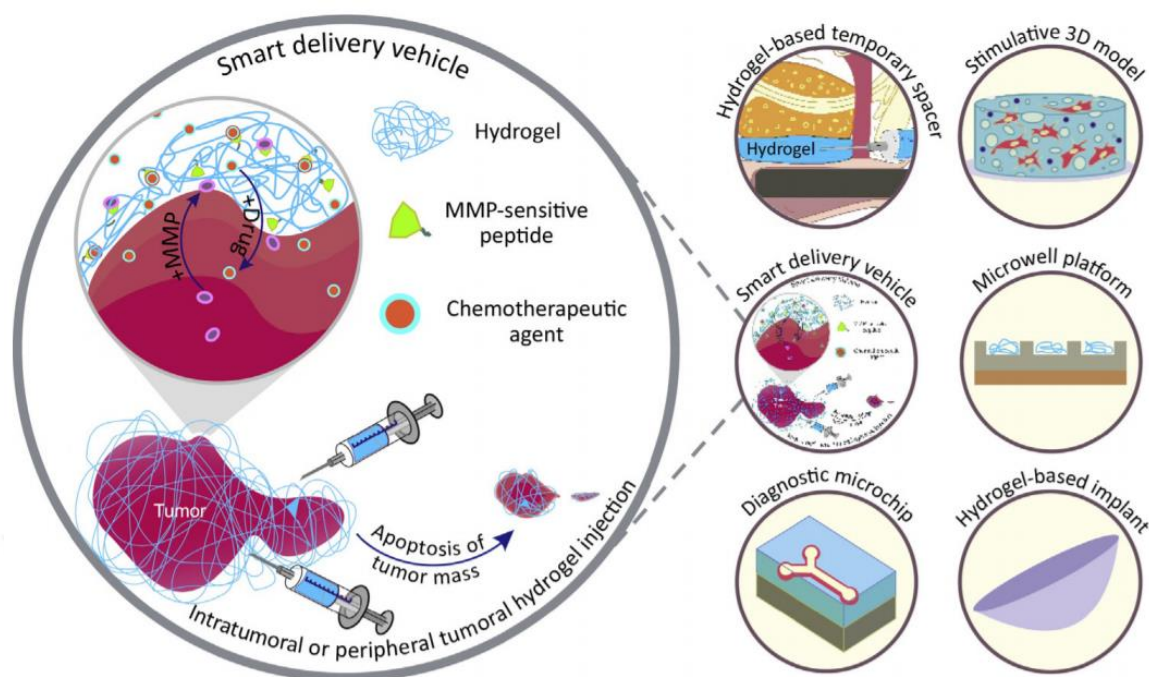 Smart delivery vehicle
Hydrogel
MMP-sensitive
peptide
Chemotherapeutic
agent
+MMP
+Drug
Tumor
Apoptosis of
tumor mass
Intratumoral or peripheral tumoral hydrogel injection
Hydrogel-based temporary
spacer
Hydrogel
Stimulative 3D model
Smart delivery vehicle
Microwell platform
Diagnostic microchip
Hydrogel-based implant